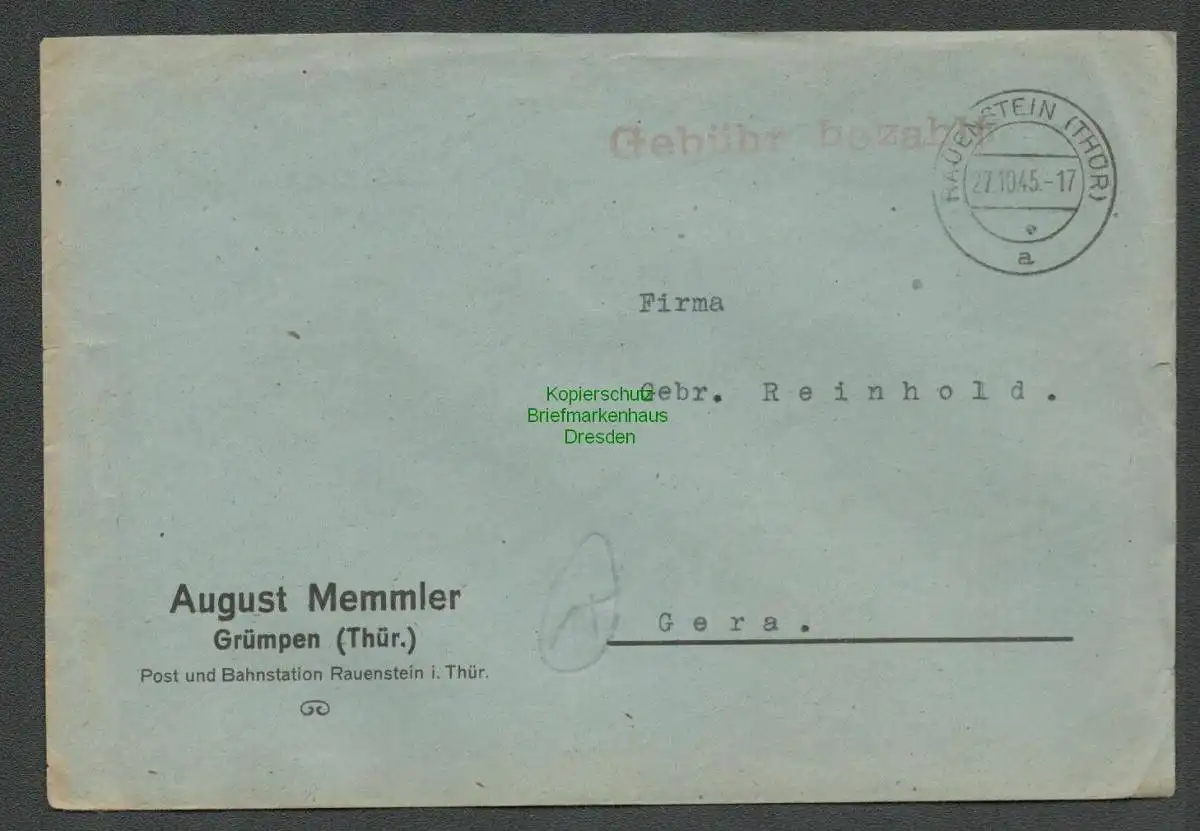 Gebühr bezahlt
RAUENSTEIN (THÜR)
27.10.45.-17
a
Firma
Gebr. Reinhold.
Kopierschutz
Briefmarkenhaus
Dresden
Gera.
August Memmler
Grümpen (Thür.)
Post und Bahnstation Rauenstein i. Thür.